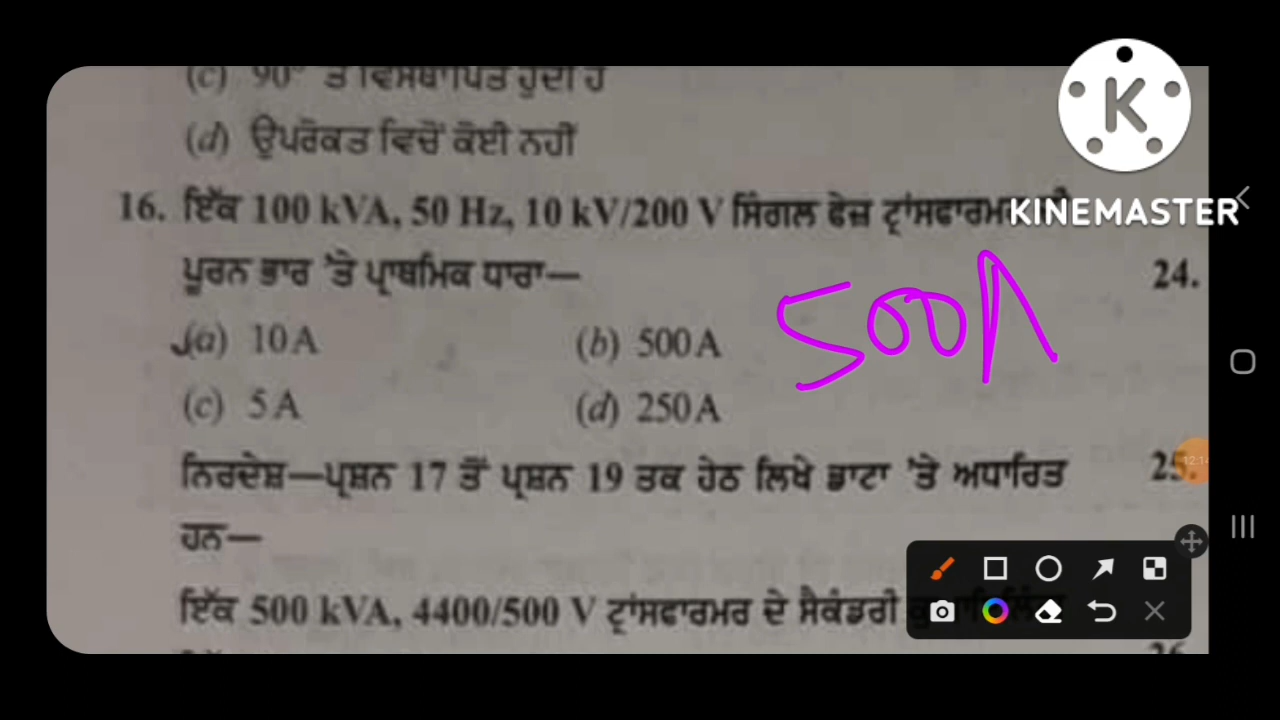 (c) 90° ਤੇ ਵਿਸਥਾਪਿਤ ਹੁੰਦੀ ਹੈ
(d) ਉਪਰੋਕਤ ਵਿਚੋਂ ਕੋਈ ਨਹੀਂ
K
KINEMASTER
16. ਇੱਕ 100 kVA, 50 Hz, 10 kV/200 V ਸਿੰਗਲ ਫੇਜ਼ ਟ੍ਰਾਂਸਫਾਰਮਰ
ਪੂਰਨ ਭਾਰ 'ਤੇ ਪ੍ਰਾਥਮਿਕ ਧਾਰਾ—
24.
500A
(a) 10 A (b) 500 A
(c) 5 A (d) 250 A
ਨਿਰਦੇਸ਼—ਪ੍ਰਸ਼ਨ 17 ਤੋਂ ਪ੍ਰਸ਼ਨ 19 ਤਕ ਹੇਠ ਲਿਖੇ ਡਾਟਾ 'ਤੇ ਅਧਾਰਿਤ
25.
ਹਨ—
ਇੱਕ 500 kVA, 4400/500 V ਟ੍ਰਾਂਸਫਾਰਮਰ ਦੇ ਸੈਕੰਡਰੀ